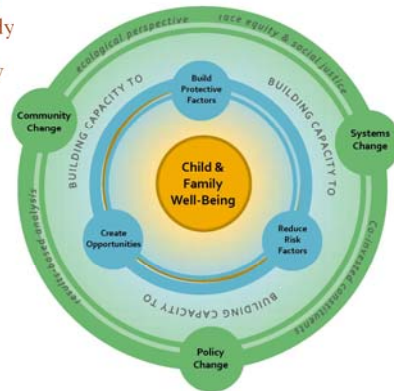 ly
y
ecological perspective
race equity & social justice
BUILDING CAPACITY TO
Build
Protective
Factors
BUILDING CAPACITY TO
Community
Change
Systems
Change
Child &
Family
Well-Being
Create
Opportunities
Reduce
Risk
Factors
results-based analysis
Co-invested constituents
BUILDING CAPACITY TO
Policy
Change